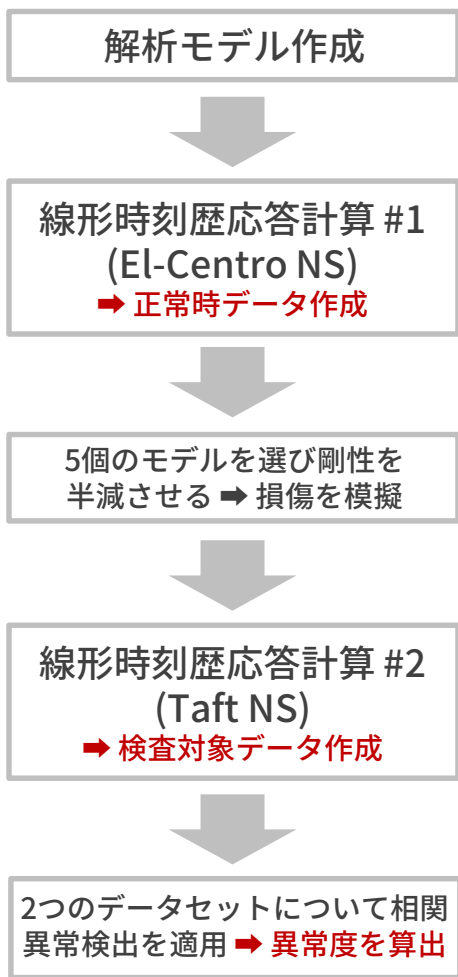 解析モデル作成
線形時刻歴応答計算 #1
(El-Centro NS)
➡ 正常時データ作成
5個のモデルを選び剛性を
半減させる ➡ 損傷を模擬
線形時刻歴応答計算 #2
(Taft NS)
➡ 検査対象データ作成
2つのデータセットについて相関
異常検出を適用 ➡ 異常度を算出